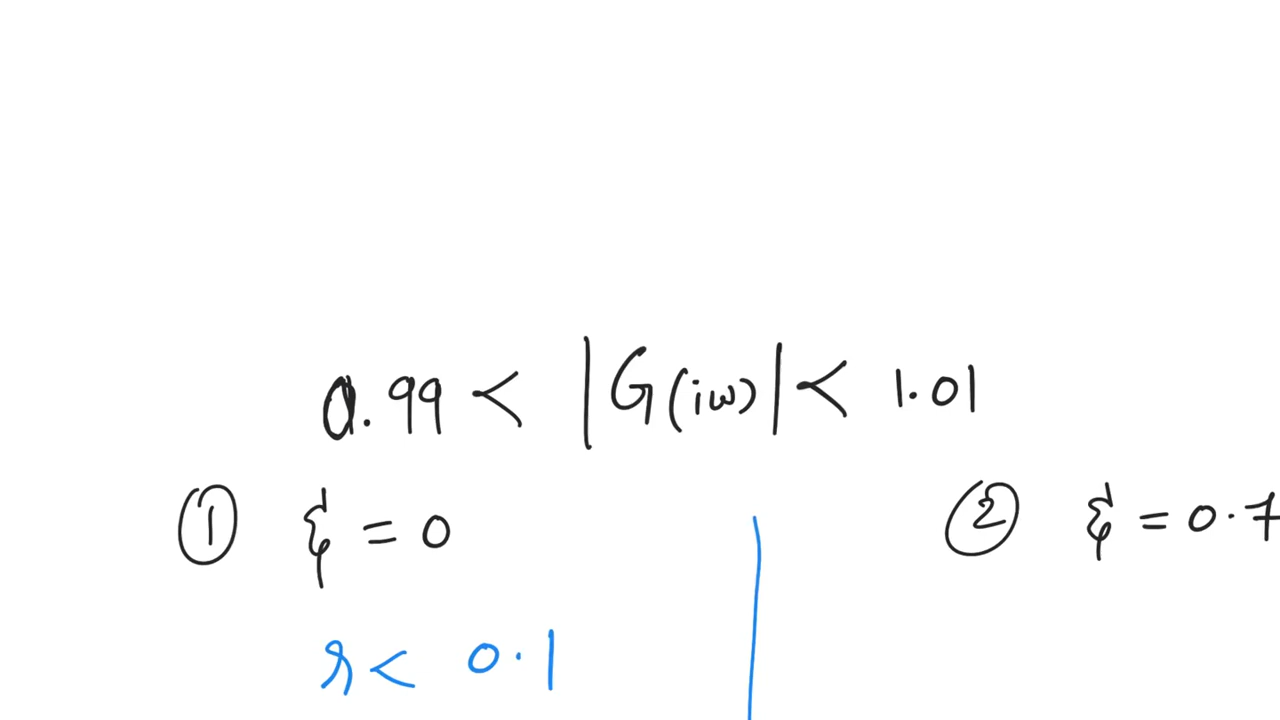 0.99 < |G(iω)| < 1.01
① ξ = 0
② ξ = 0.7
r < 0.1